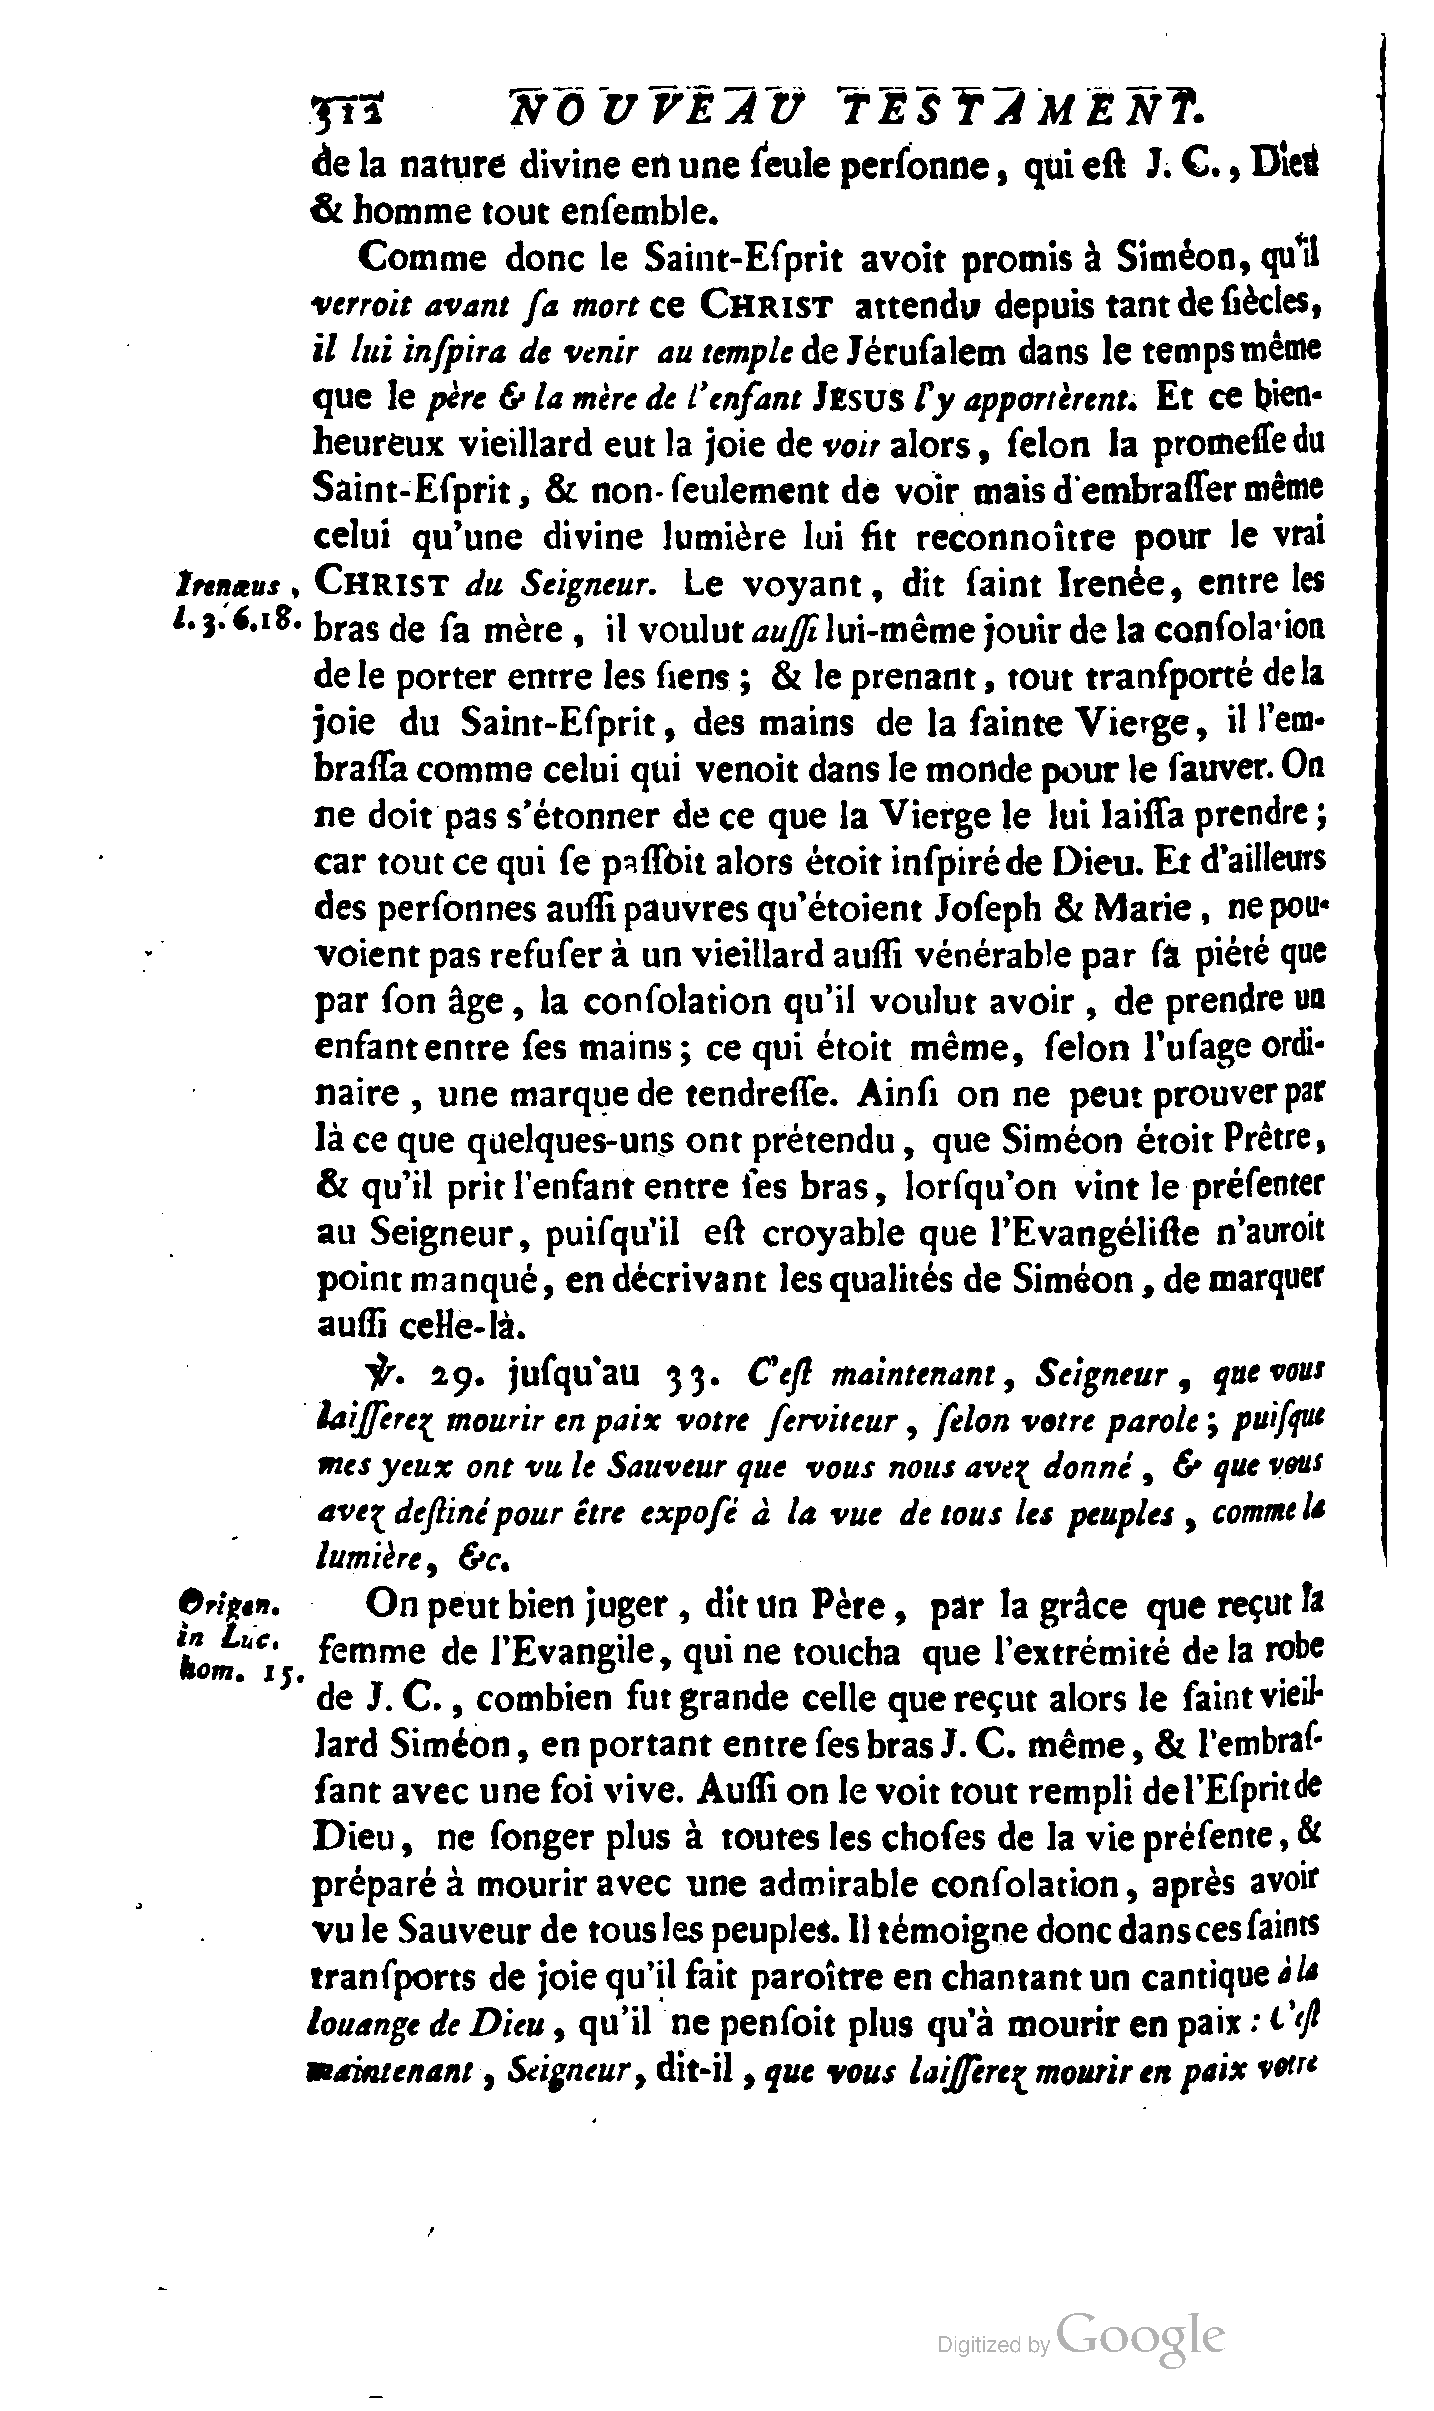 312 NOUVEAU TESTAMENT.
de la nature divine en une ſeule perſonne, qui eſt J. C., Dieu
& homme tout enſemble.
Comme donc le Saint-Eſprit avoit promis à Siméon, qu'il
verroit avant ſa mort ce CHRIST attendu depuis tant de ſiècles,
il lui inſpira de venir au temple de Jéruſalem dans le temps même
que le père & la mère de l'enfant JESUS l'y apportèrent. Et ce bien-
heureux vieillard eut la joie de voir alors, ſelon la promeſſe du
Saint-Eſprit, & non-ſeulement de voir mais d'embraſſer même
celui qu'une divine lumière lui fit reconnoître pour le vrai
Irenæus, CHRIST du Seigneur. Le voyant, dit ſaint Irenée, entre les
l. 3. 6.18. bras de ſa mère, il voulut auſſi lui-même jouir de la conſolation
de le porter entre les ſiens; & le prenant, tout tranſporté de la
joie du Saint-Eſprit, des mains de la ſainte Vierge, il l'em-
braſſa comme celui qui venoit dans le monde pour le ſauver. On
ne doit pas s'étonner de ce que la Vierge le lui laiſſa prendre;
car tout ce qui ſe paſſoit alors étoit inſpiré de Dieu. Et d'ailleurs
des perſonnes auſſi pauvres qu'étoient Joſeph & Marie, ne pou-
voient pas refuſer à un vieillard auſſi vénérable par ſa piété que
par ſon âge, la conſolation qu'il voulut avoir, de prendre un
enfant entre ſes mains; ce qui étoit même, ſelon l'uſage ordi-
naire, une marque de tendreſſe. Ainſi on ne peut prouver par
là ce que quelques-uns ont prétendu, que Siméon étoit Prêtre,
& qu'il prit l'enfant entre ſes bras, lorſqu'on vint le préſenter
au Seigneur, puiſqu'il eſt croyable que l'Evangéliſte n'auroit
point manqué, en décrivant les qualités de Siméon, de marquer
auſſi celle-là.
℣. 29. juſqu'au 33. C'eſt maintenant, Seigneur, que vous
laiſſerez mourir en paix votre ſerviteur, ſelon votre parole; puiſque
mes yeux ont vu le Sauveur que vous nous avez donné, & que vous
avez deſtiné pour être expoſé à la vue de tous les peuples, comme la
lumière, &c.
Origen. On peut bien juger, dit un Père, par la grâce que reçut la
in Luc. femme de l'Evangile, qui ne toucha que l'extrémité de la robe
hom. 15. de J. C., combien fut grande celle que reçut alors le ſaint vieil-
lard Siméon, en portant entre ſes bras J. C. même, & l'embraſ-
ſant avec une foi vive. Auſſi on le voit tout rempli de l'Eſprit de
Dieu, ne ſonger plus à toutes les choſes de la vie préſente, &
préparé à mourir avec une admirable conſolation, après avoir
vu le Sauveur de tous les peuples. Il témoigne donc dans ces ſaints
tranſports de joie qu'il fait paroître en chantant un cantique à la
louange de Dieu, qu'il ne penſoit plus qu'à mourir en paix : C'eſt
maintenant, Seigneur, dit-il, que vous laiſſerez mourir en paix votre
Digitized by Google